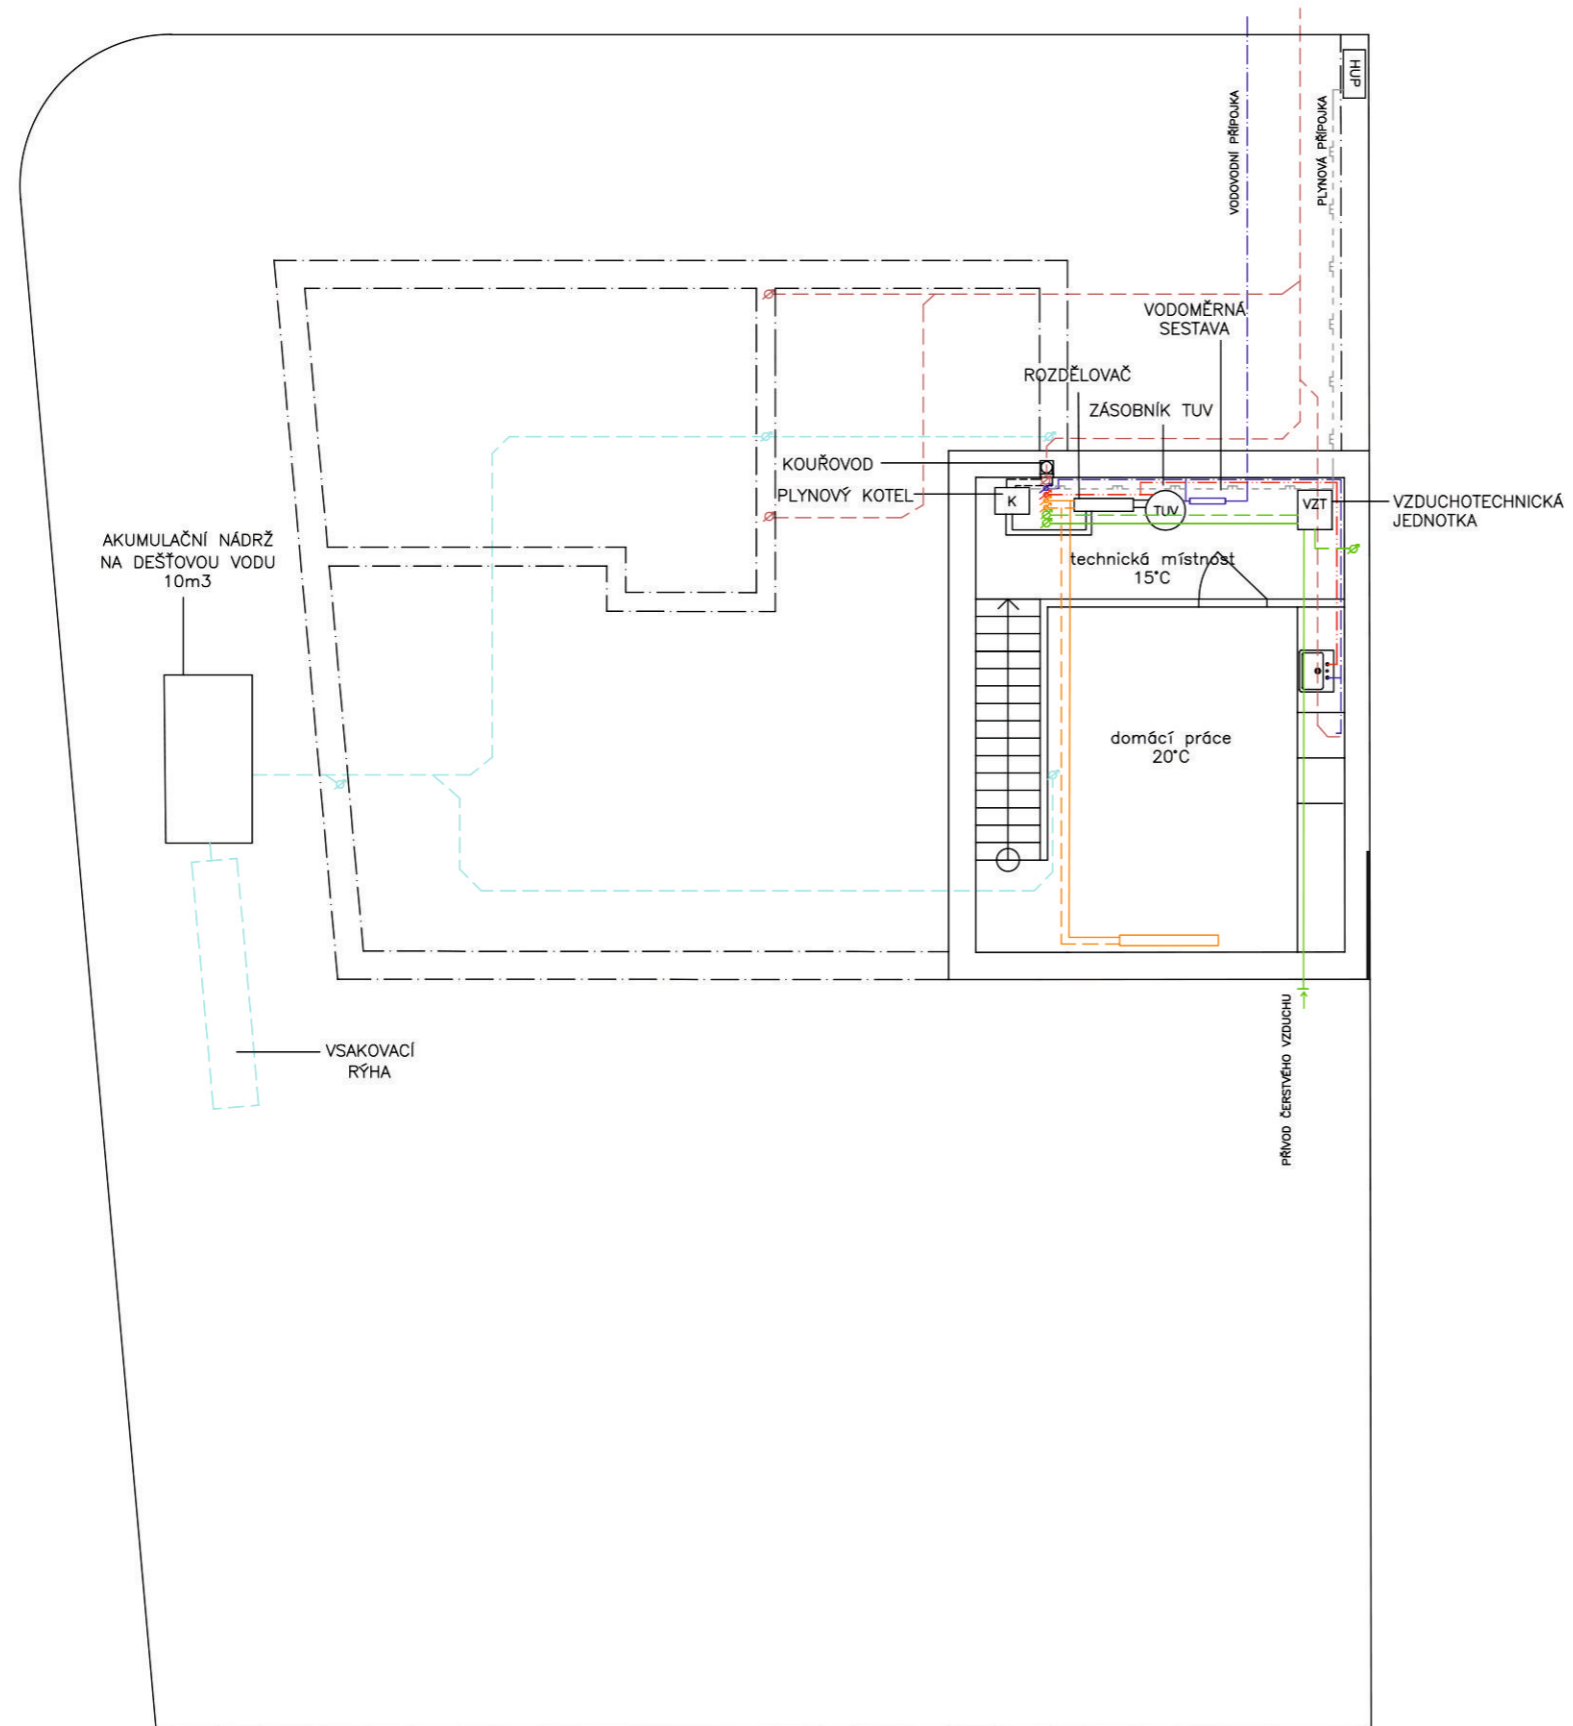 HUP
VODOVODNÍ PŘÍPOJKA
PLYNOVÁ PŘÍPOJKA
VODOMĚRNÁ
SESTAVA
ROZDĚLOVAČ
ZÁSOBNÍK TUV
KOUŘOVOD
PLYNOVÝ KOTEL
K
TUV
VZT
VZDUCHOTECHNICKÁ
JEDNOTKA
AKUMULAČNÍ NÁDRŽ
NA DEŠŤOVOU VODU
10m3
technická místnost
15°C
domácí práce
20°C
VSAKOVACÍ
RÝHA
PŘÍVOD ČERSTVÉHO VZDUCHU